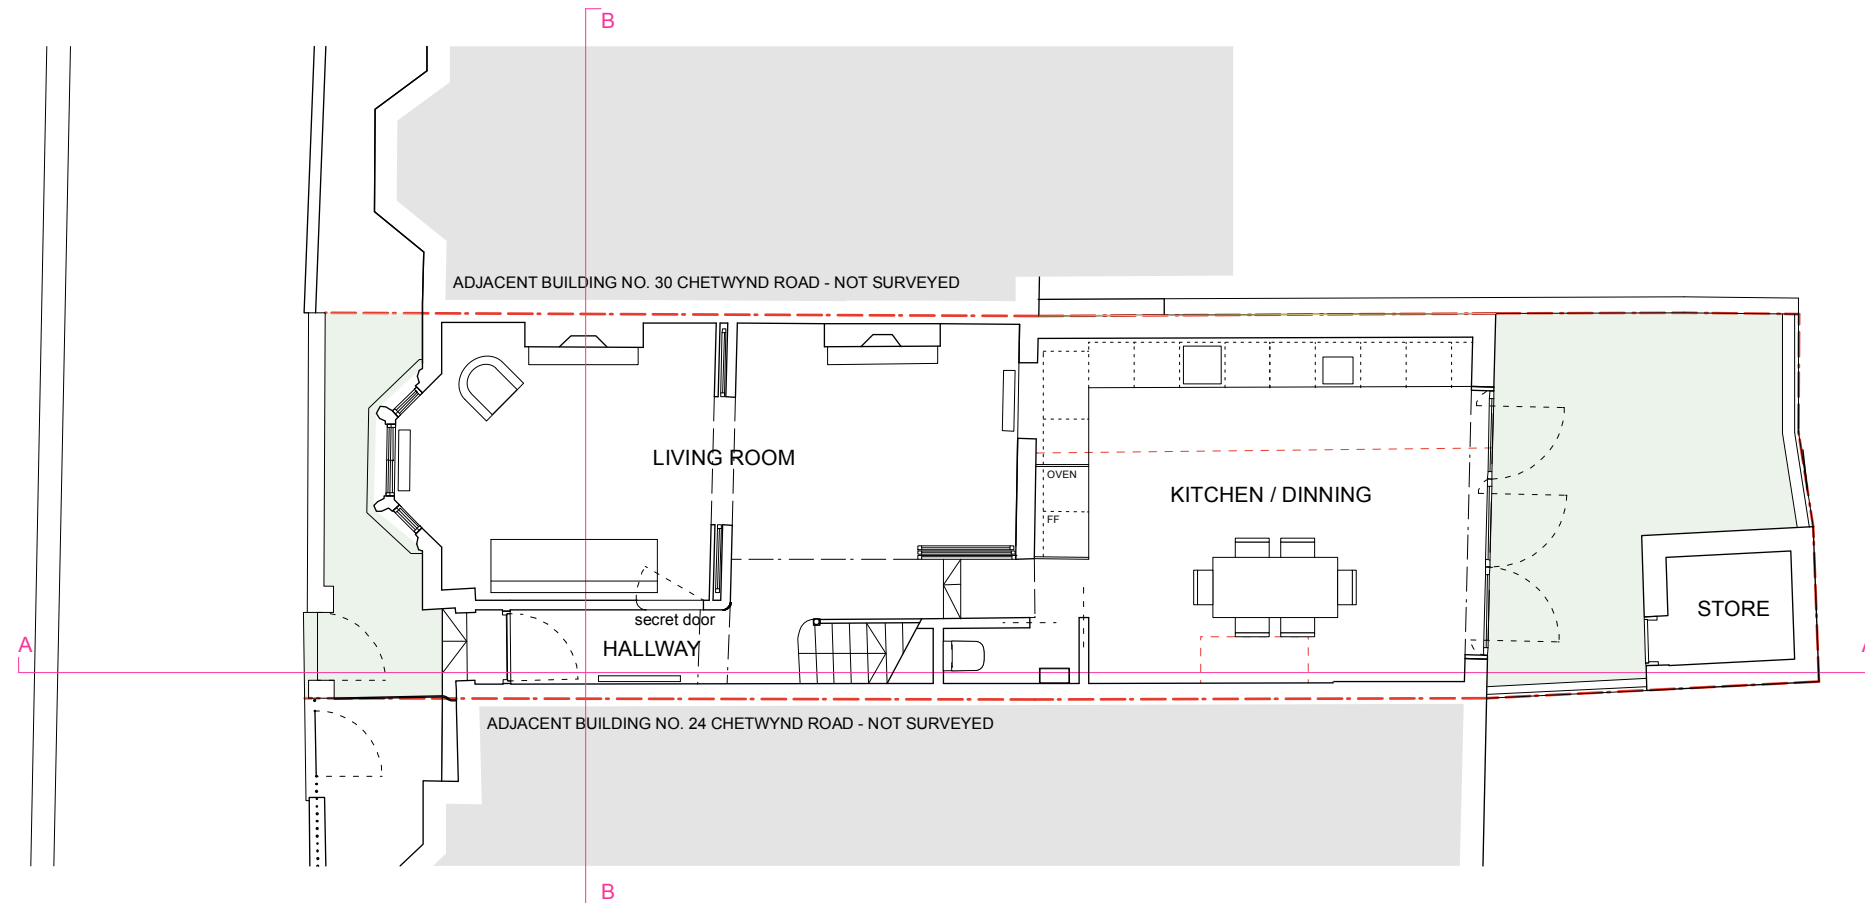 B
ADJACENT BUILDING NO. 30 CHETWYND ROAD - NOT SURVEYED
LIVING ROOM
OVEN
KITCHEN / DINNING
FF
STORE
secret door
A
HALLWAY
A
ADJACENT BUILDING NO. 24 CHETWYND ROAD - NOT SURVEYED
B